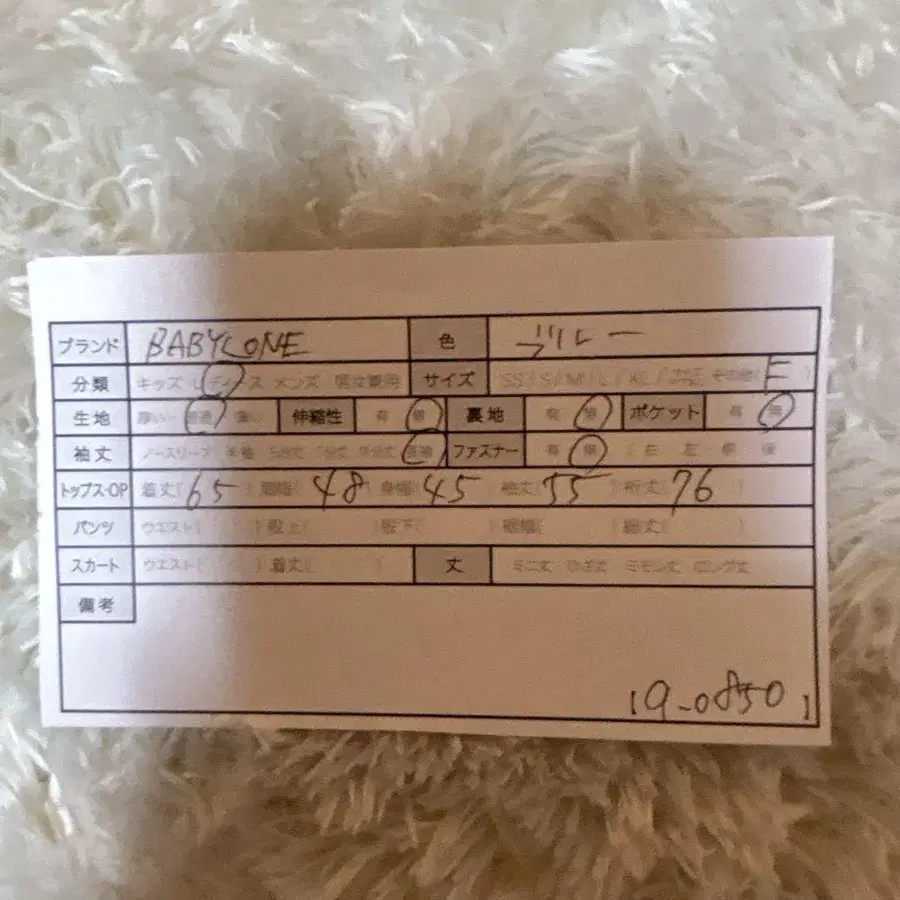 ブランド BABYLONE 色 ブルー
分類 キッズ レディース メンズ 男女兼用 サイズ SS / S / M / L / XL / その他( F )
生地 厚い 普通 薄い 伸縮性 有 無 裏地 有 無 ポケット 有 無
袖丈 ノースリーブ 半袖 5分丈 7分丈 9分丈 長袖 ファスナー 有 無 / 右 左 前 後
トップス・OP 着丈( 65 ) 肩幅( 48 ) 身幅( 45 ) 袖丈( 55 ) 裄丈( 76 )
パンツ ウエスト( ) 股上( ) 股下( ) 裾幅( ) 総丈( )
スカート ウエスト( ) 着丈( ) 丈 ミニ丈 ひざ丈 ミモレ丈 ロング丈
備考
【9-0850】